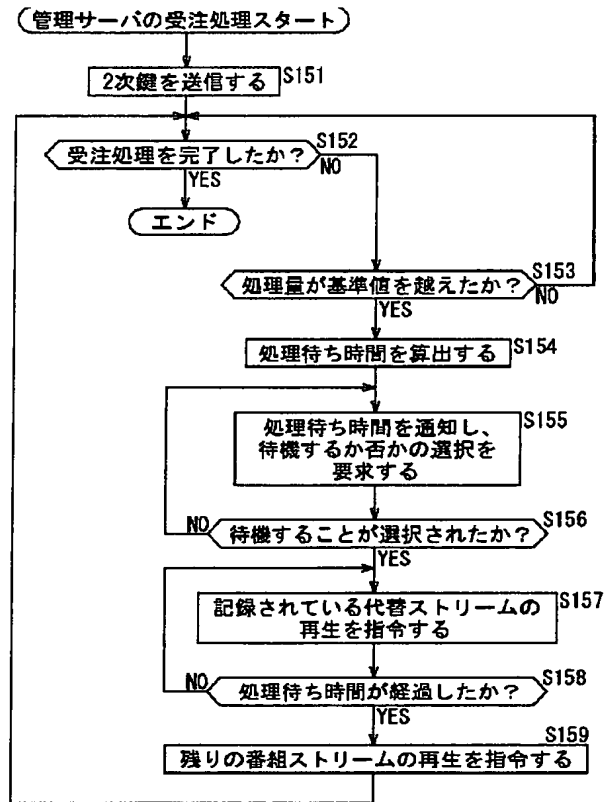 管理サーバの受注処理スタート
2次鍵を送信する
S151
受注処理を完了したか?
S152
NO
YES
エンド
処理量が基準値を越えたか?
S153
NO
YES
処理待ち時間を算出する
S154
処理待ち時間を通知し、
待機するか否かの選択を
要求する
S155
NO
待機することが選択されたか?
S156
YES
記録されている代替ストリームの
再生を指令する
S157
NO
処理待ち時間が経過したか?
S158
YES
S159
残りの番組ストリームの再生を指令する